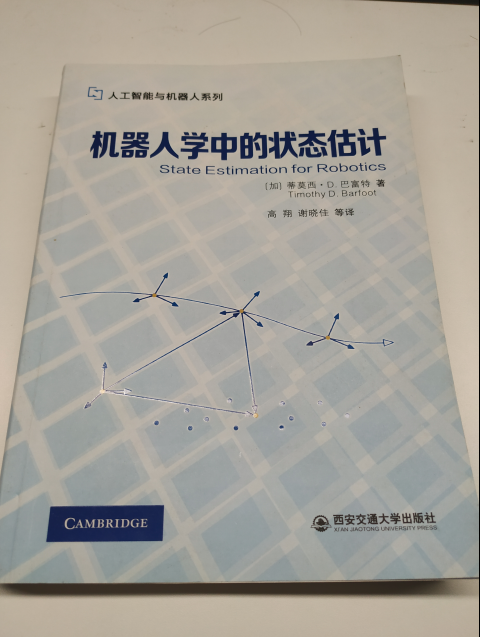 人工智能与机器人系列
机器人学中的状态估计
State Estimation for Robotics
[加] 蒂莫西·D. 巴富特 著
Timothy D. Barfoot
高 翔 谢晓佳 等译
CAMBRIDGE
西安交通大学出版社
XI'AN JIAOTONG UNIVERSITY PRESS